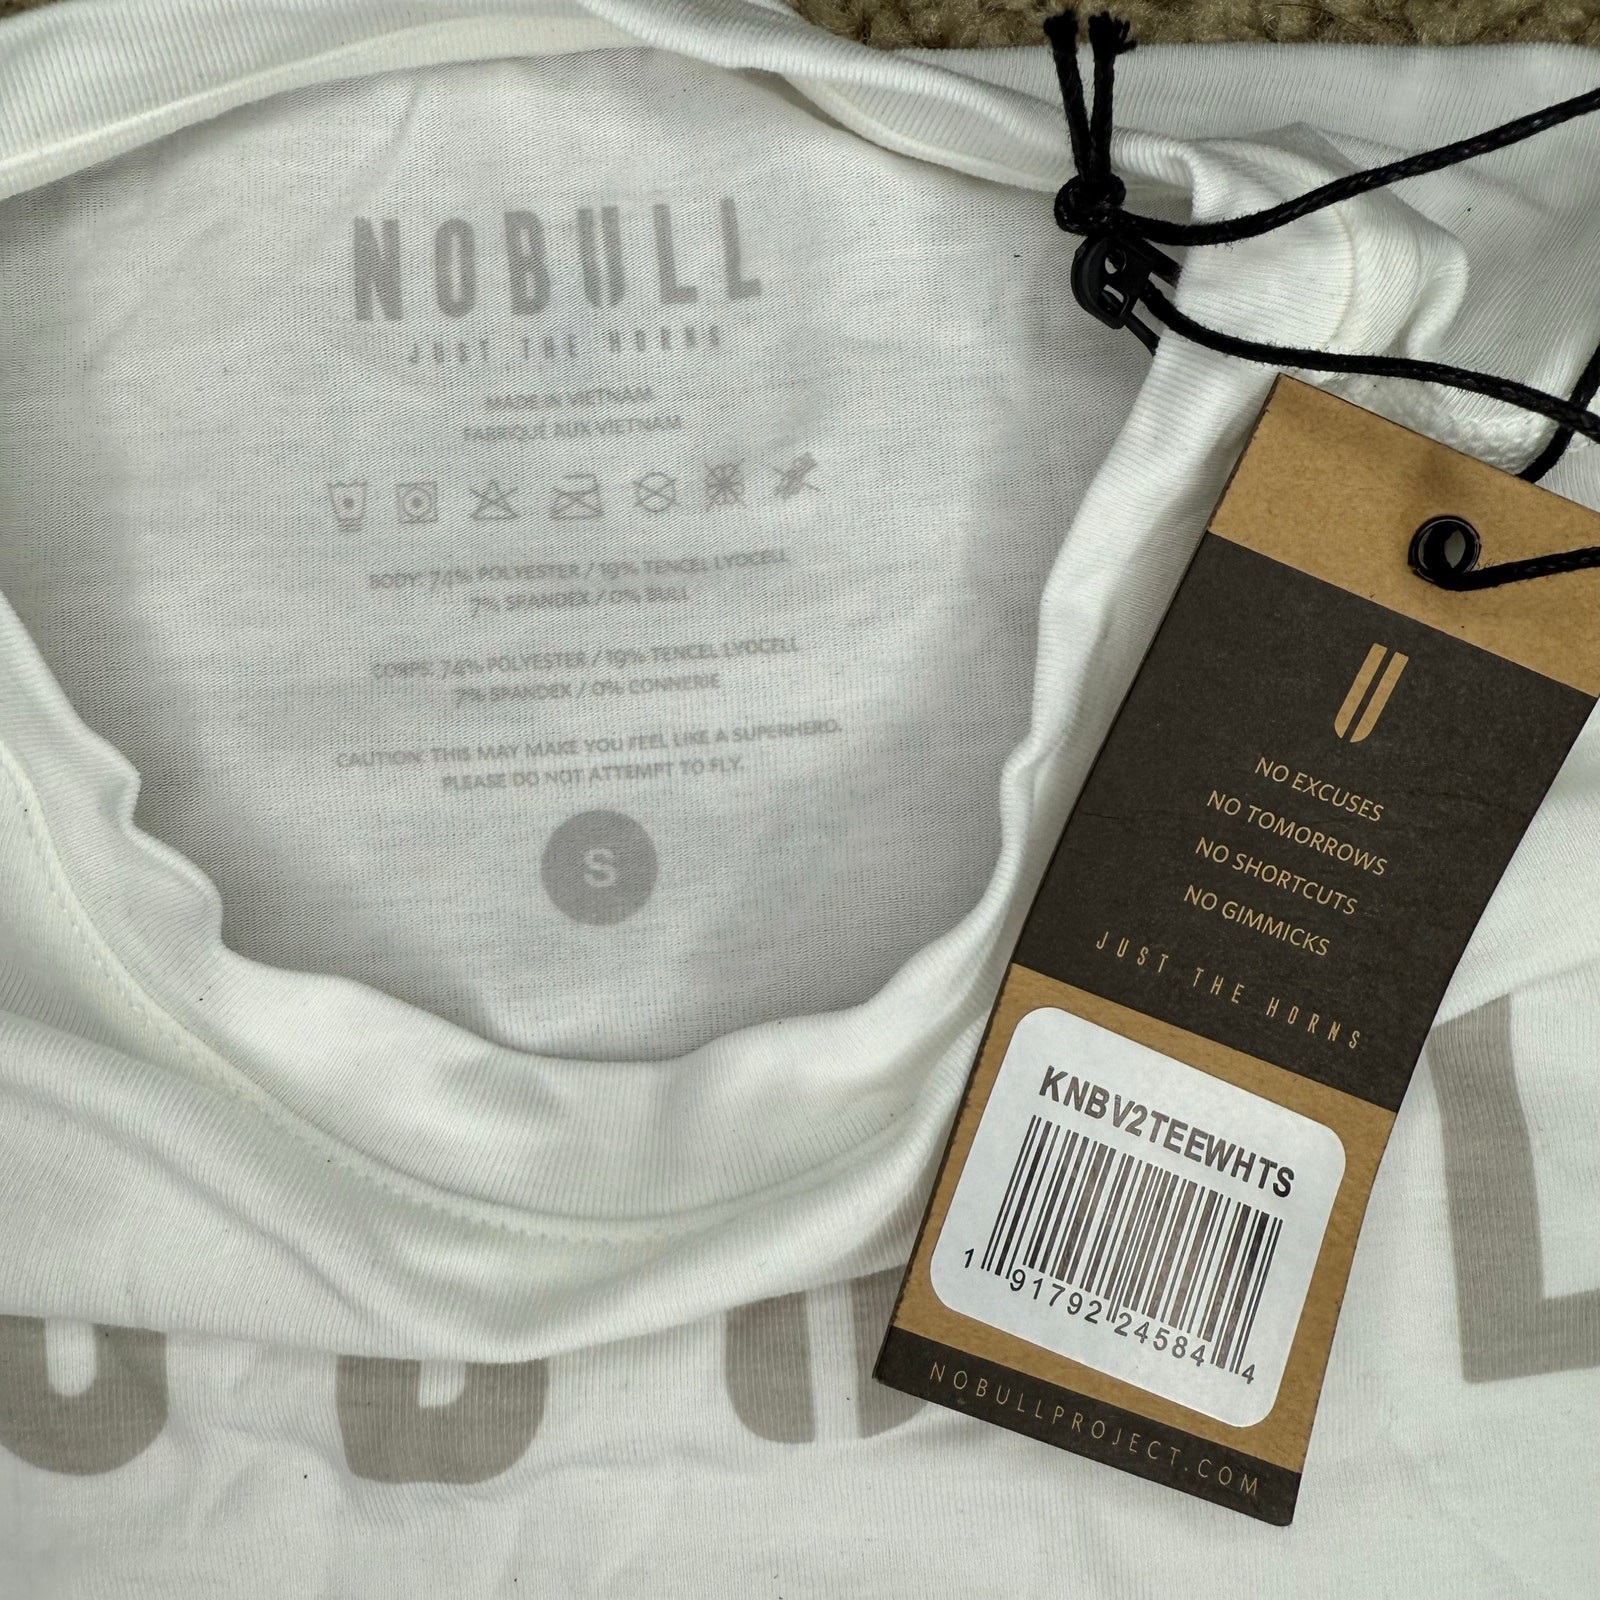 NOBULL
JUST THE HORNS
MADE IN VIETNAM
FABRIQUÉ AUX VIETNAM
BODY: 74% POLYESTER / 19% TENCEL LYOCELL
7% SPANDEX / 0% BULL
CORPS: 74% POLYESTER / 19% TENCEL LYOCELL
7% SPANDEX / 0% CONNERIE
CAUTION: THIS MAY MAKE YOU FEEL LIKE A SUPERHERO.
PLEASE DO NOT ATTEMPT TO FLY.
S
NO EXCUSES
NO TOMORROWS
NO SHORTCUTS
NO GIMMICKS
JUST THE HORNS
KNBV2TEEWHTS
1 91792 24584 4
NOBULLPROJECT.COM